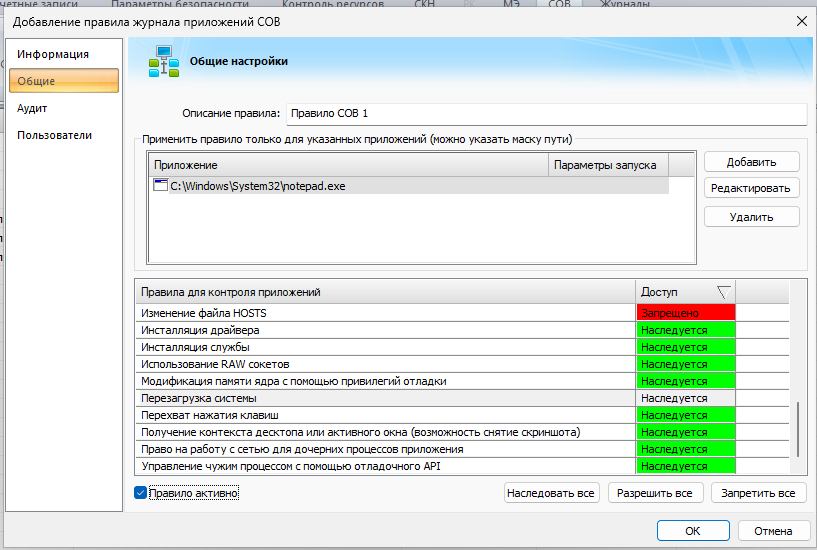 четные записи Параметры безопасности Контроль ресурсов СКН РК МЭ СОВ Журналы
Добавление правила журнала приложений СОВ
Информация
Общие
Аудит
Пользователи
Общие настройки
Описание правила: Правило СОВ 1
Применить правило только для указанных приложений (можно указать маску пути)
Приложение Параметры запуска
C:\Windows\System32\notepad.exe
Добавить
Редактировать
Удалить
Правила для контроля приложений Доступ
Изменение файла HOSTS Запрещено
Инсталляция драйвера Наследуется
Инсталляция службы Наследуется
Использование RAW сокетов Наследуется
Модификация памяти ядра с помощью привилегий отладки Наследуется
Перезагрузка системы Наследуется
Перехват нажатия клавиш Наследуется
Получение контекста десктопа или активного окна (возможность снятие скриншота) Наследуется
Право на работу с сетью для дочерних процессов приложения Наследуется
Управление чужим процессом с помощью отладочного API Наследуется
Правило активно
Наследовать все Разрешить все Запретить все
ОК Отмена